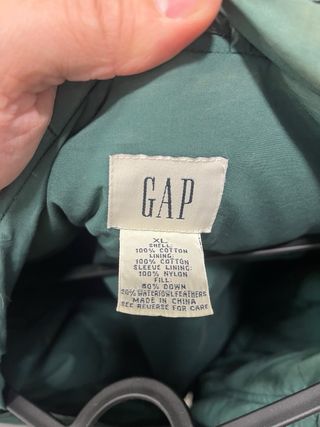 GAP
XL
SHELL:
100% COTTON
LINING:
100% COTTON
SLEEVE LINING:
100% NYLON
FILL:
80% DOWN
20% WATERFOWL FEATHERS
MADE IN CHINA
SEE REVERSE FOR CARE